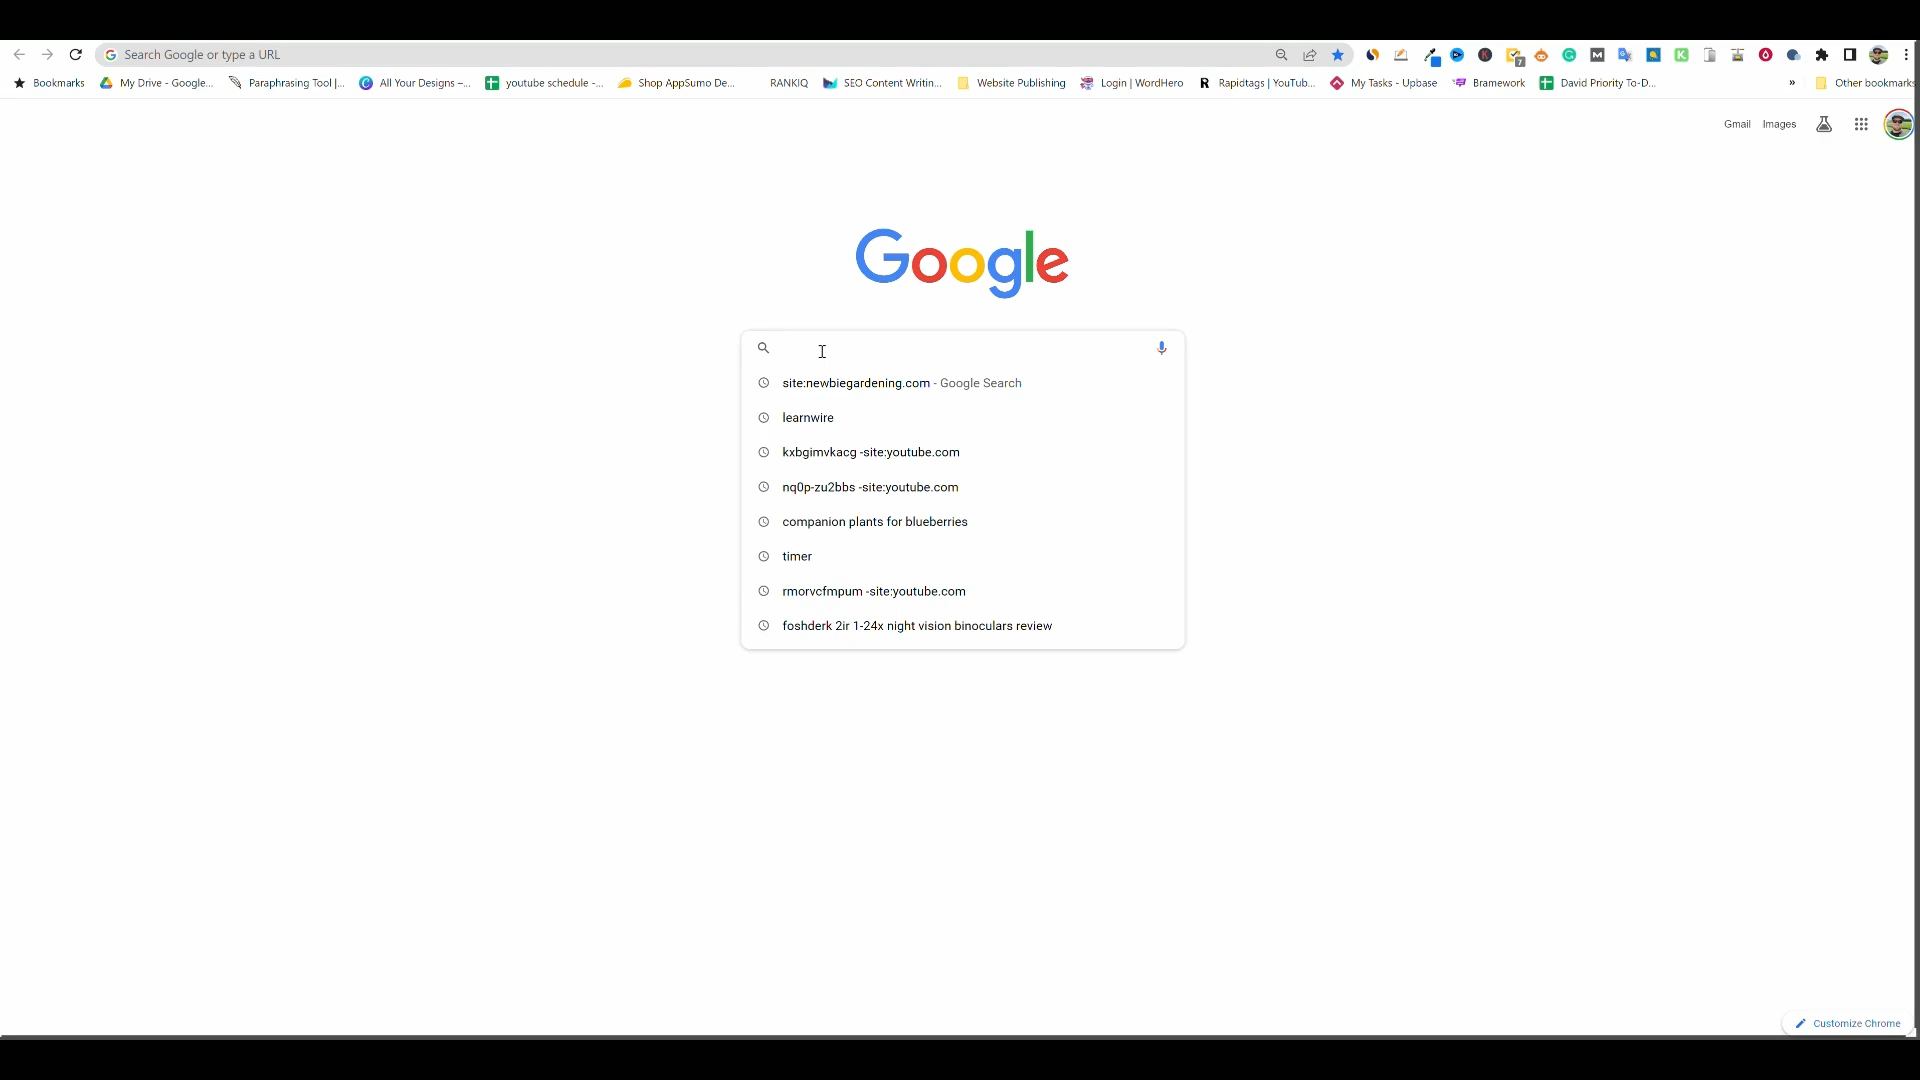 Search Google or type a URL
7
Bookmarks My Drive - Google... Paraphrasing Tool |... All Your Designs –... youtube schedule -... Shop AppSumo De... RANKIQ SEO Content Writin... Website Publishing Login | WordHero Rapidtags | YouTub... My Tasks - Upbase Bramework David Priority To-D... » Other bookmarks
Gmail Images
Google
site:newbiegardening.com - Google Search
learnwire
kxbgimvkacg -site:youtube.com
nq0p-zu2bbs -site:youtube.com
companion plants for blueberries
timer
rmorvcfmpum -site:youtube.com
foshderk 2ir 1-24x night vision binoculars review
Customize Chrome